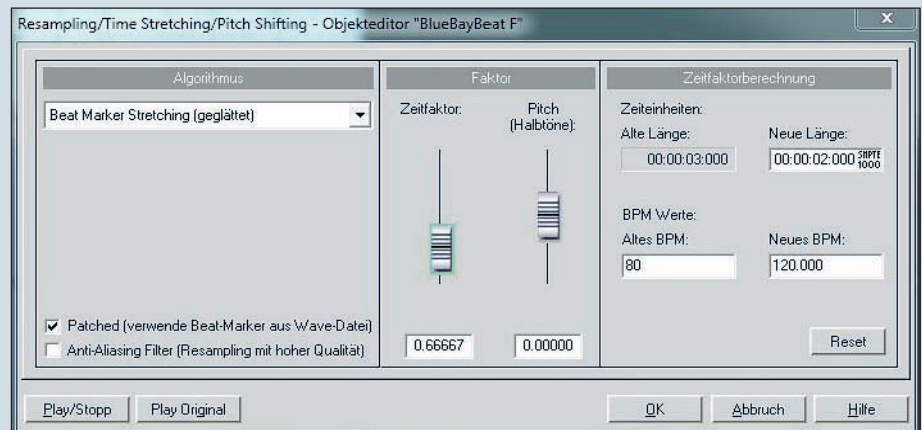 Resampling/Time Stretching/Pitch Shifting - Objekteditor "BlueBayBeat F"
Algorithmus
Beat Marker Stretching (geglättet)
Patched (verwende Beat-Marker aus Wave-Datei)
Anti-Aliasing Filter (Resampling mit hoher Qualität)
Faktor
Zeitfaktor:
Pitch
(Halbtöne):
0.66667
0.00000
Zeitfaktorberechnung
Zeiteinheiten:
Alte Länge:
Neue Länge:
00:00:03:000
00:00:02:000
SMPTE
1000
BPM Werte:
Altes BPM:
Neues BPM:
80
120.000
Reset
Play/Stopp
Play Original
OK
Abbruch
Hilfe